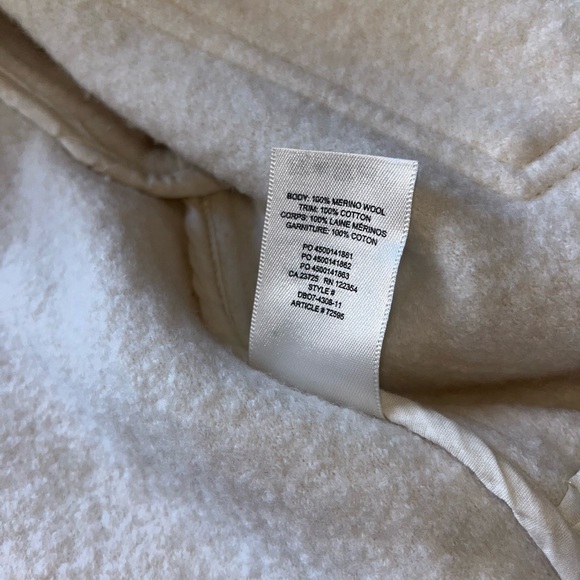 BODY: 100% MERINO WOOL
TRIM: 100% COTTON
CORPS: 100% LAINE MÉRINOS
GARNITURE: 100% COTON
PO 4500141861
PO 4500141862
PO 4500141863
CA 23725 RN 122354
STYLE #
DB07-4308-11
ARTICLE # 72595